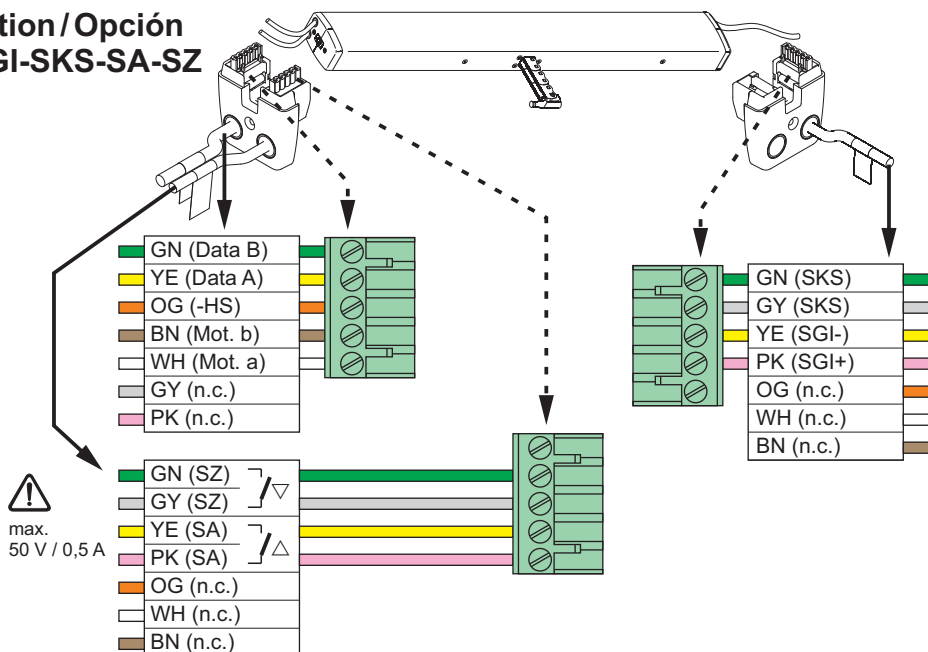 tion / Opción
GI-SKS-SA-SZ
GN (Data B)
YE (Data A)
OG (-HS)
BN (Mot. b)
WH (Mot. a)
GY (n.c.)
PK (n.c.)
GN (SKS)
GY (SKS)
YE (SGI-)
PK (SGI+)
OG (n.c.)
WH (n.c.)
BN (n.c.)
max.
50 V / 0,5 A
GN (SZ)
GY (SZ)
YE (SA)
PK (SA)
OG (n.c.)
WH (n.c.)
BN (n.c.)